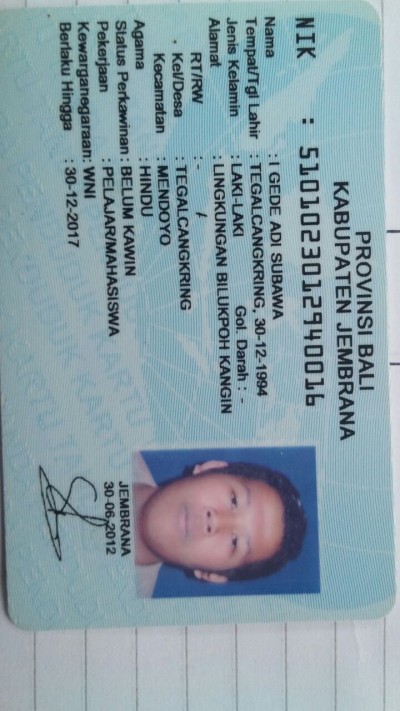 PROVINSI BALI
KABUPATEN JEMBRANA
NIK : 5101023012940016
Nama : I GEDE ADI SUBAWA
Tempat/Tgl Lahir : TEGALCANGKRING, 30-12-1994
Jenis Kelamin : LAKI-LAKI Gol. Darah : -
Alamat : LINGKUNGAN BILUKPOH KANGIN
RT/RW : - /
Kel/Desa : TEGALCANGKRING
Kecamatan : MENDOYO
Agama : HINDU
Status Perkawinan : BELUM KAWIN
Pekerjaan : PELAJAR/MAHASISWA
Kewarganegaraan: WNI
Berlaku Hingga : 30-12-2017
JEMBRANA
30-06-2012